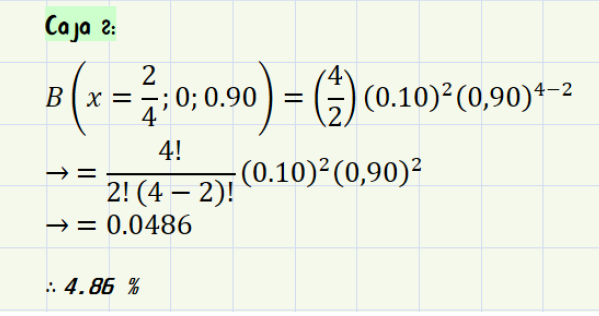 Caja 2:
B(x = 2/4; 0; 0.90) = (4/2) (0.10)²(0,90)⁴⁻²
→ = 4!/2! (4 − 2)! (0.10)²(0,90)²
→ = 0.0486
∴ 4.86 %